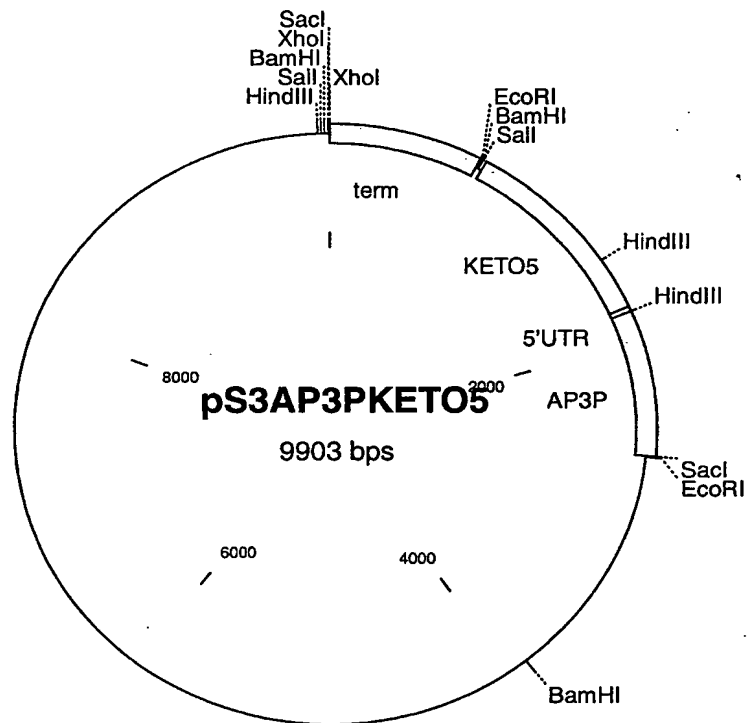 SacI
XhoI
BamHI
SalI XhoI
HindIII
EcoRI
BamHI
SalI
term
HindIII
KETO5
HindIII
5'UTR
8000
2000
pS3AP3PKETO5
AP3P
9903 bps
SacI
EcoRI
6000
4000
BamHI